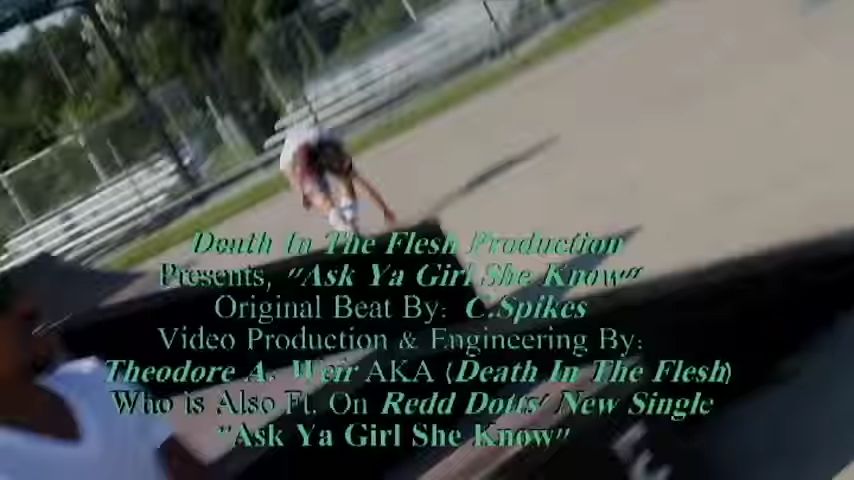 Death In The Flesh Production
Presents, "Ask Ya Girl She Know"
Original Beat By: C.Spikes
Video Production & Engineering By:
Theodore A. Weir AKA (Death In The Flesh)
Who is Also Ft. On Redd Dotts' New Single
"Ask Ya Girl She Know"